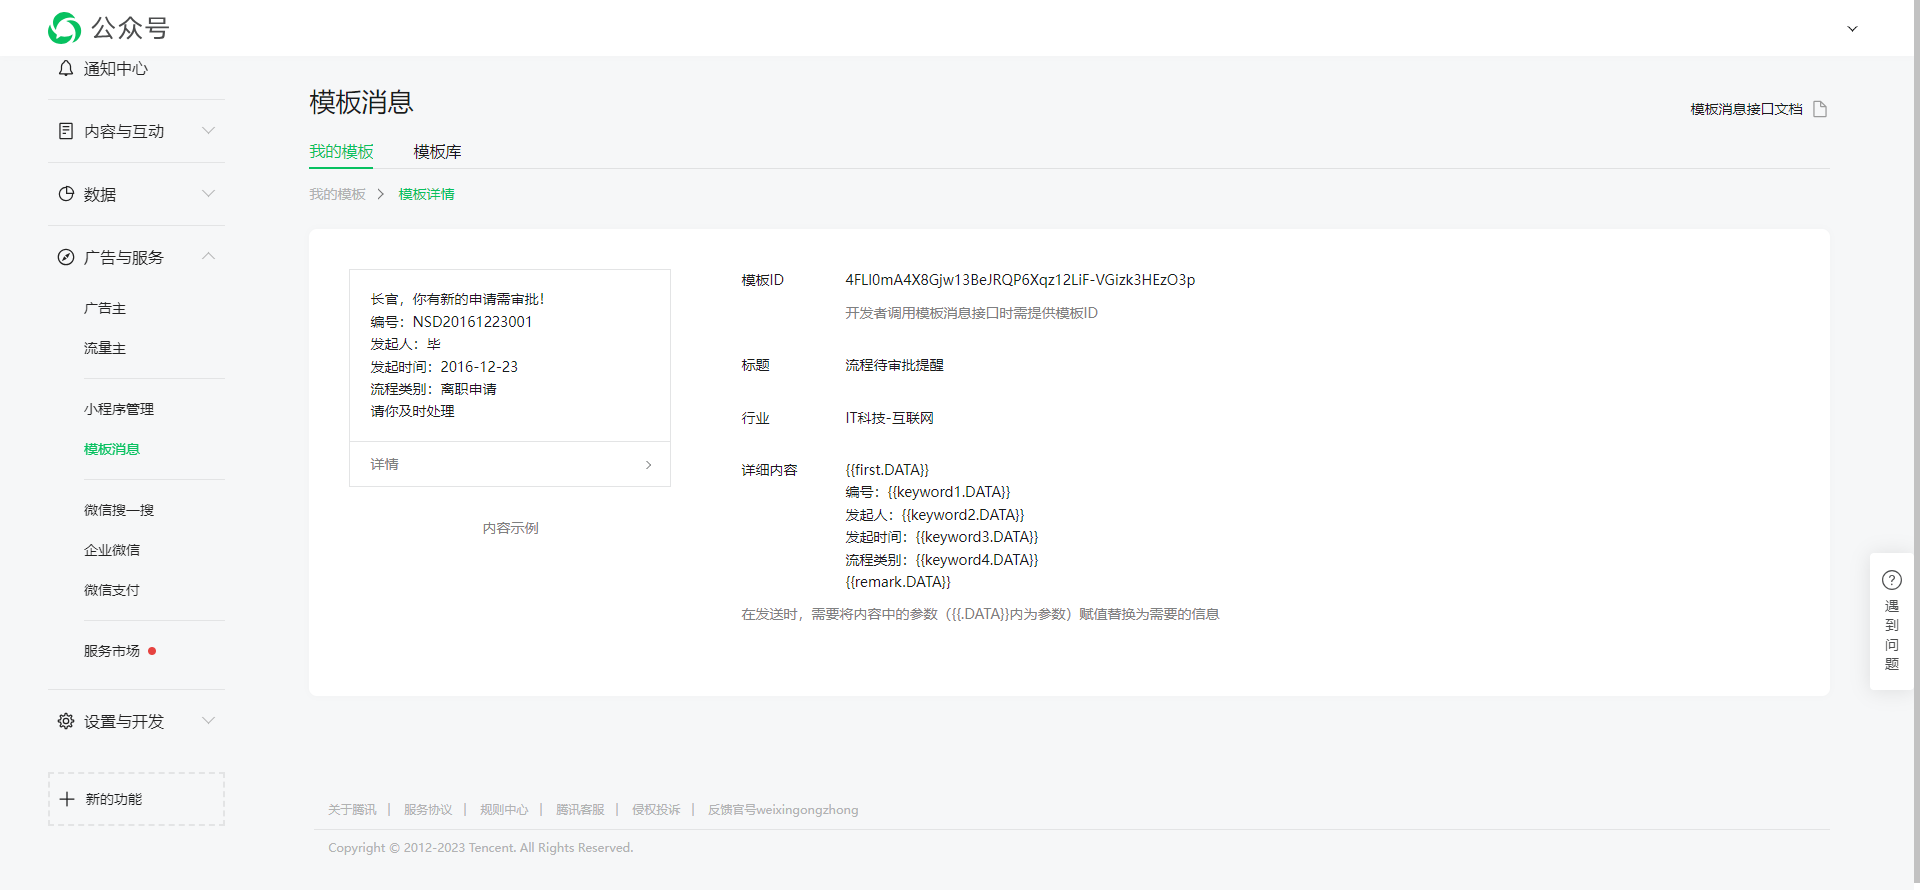 公众号
通知中心
内容与互动
数据
广告与服务
广告主
流量主
小程序管理
模板消息
微信搜一搜
企业微信
微信支付
服务市场
设置与开发
新的功能
模板消息
模板消息接口文档
我的模板 模板库
我的模板 > 模板详情
长官，你有新的申请需审批！
编号：NSD20161223001
发起人：毕
发起时间：2016-12-23
流程类别：离职申请
请你及时处理
详情
内容示例
模板ID 4FLI0mA4X8Gjw13BeJRQP6Xqz12LiF-VGizk3HEzO3p
开发者调用模板消息接口时需提供模板ID
标题 流程待审批提醒
行业 IT科技-互联网
详细内容 {{first.DATA}}
编号：{{keyword1.DATA}}
发起人：{{keyword2.DATA}}
发起时间：{{keyword3.DATA}}
流程类别：{{keyword4.DATA}}
{{remark.DATA}}
在发送时，需要将内容中的参数（{{.DATA}}内为参数）赋值替换为需要的信息
遇
到
问
题
关于腾讯 | 服务协议 | 规则中心 | 腾讯客服 | 侵权投诉 | 反馈官号weixingongzhong
Copyright © 2012-2023 Tencent. All Rights Reserved.